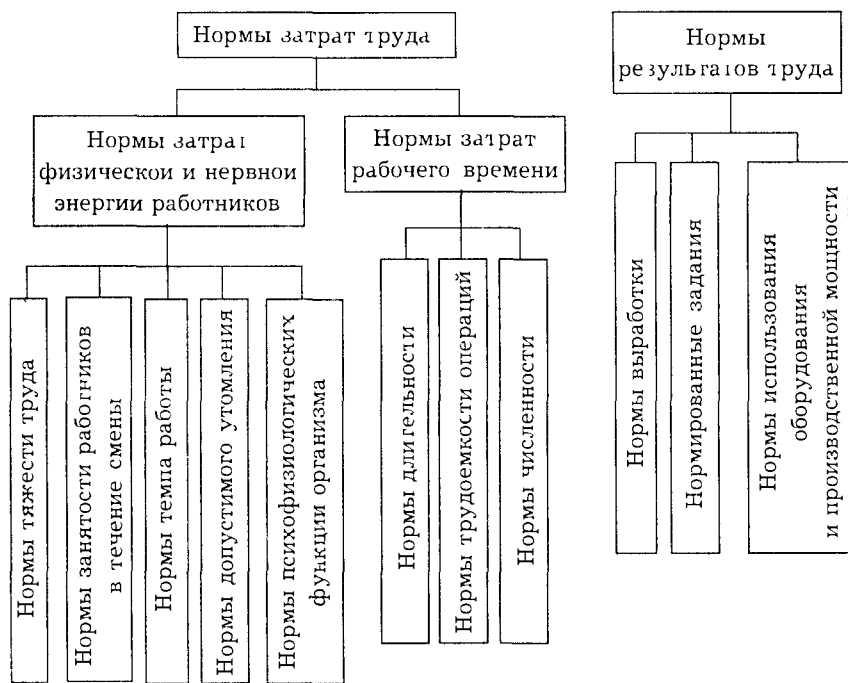 Нормы затрат труда
Нормы
результатов труда
Нормы затрат
физической и нервной
энергии работников
Нормы затрат
рабочего времени
Нормы тяжести труда
Нормы занятости работников
в течение смены
Нормы темпа работы
Нормы допустимого утомления
Нормы психофизиологических
функции организма
Нормы длительности
Нормы трудоемкости операций
Нормы численности
Нормы выработки
Нормированные задания
Нормы использования
оборудования
и производственной мощности